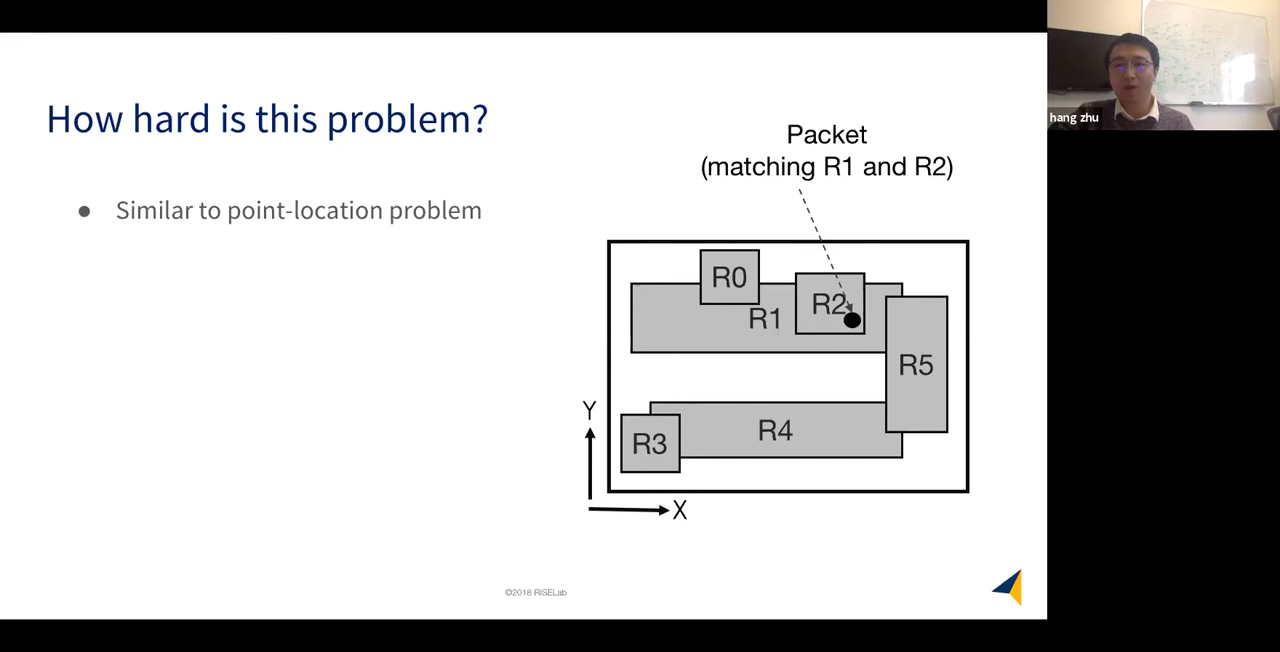 How hard is this problem?
● Similar to point-location problem
Packet
(matching R1 and R2)
R0
R2
R1
R5
Y
R3
R4
X
©2018 RISELab
hang zhu